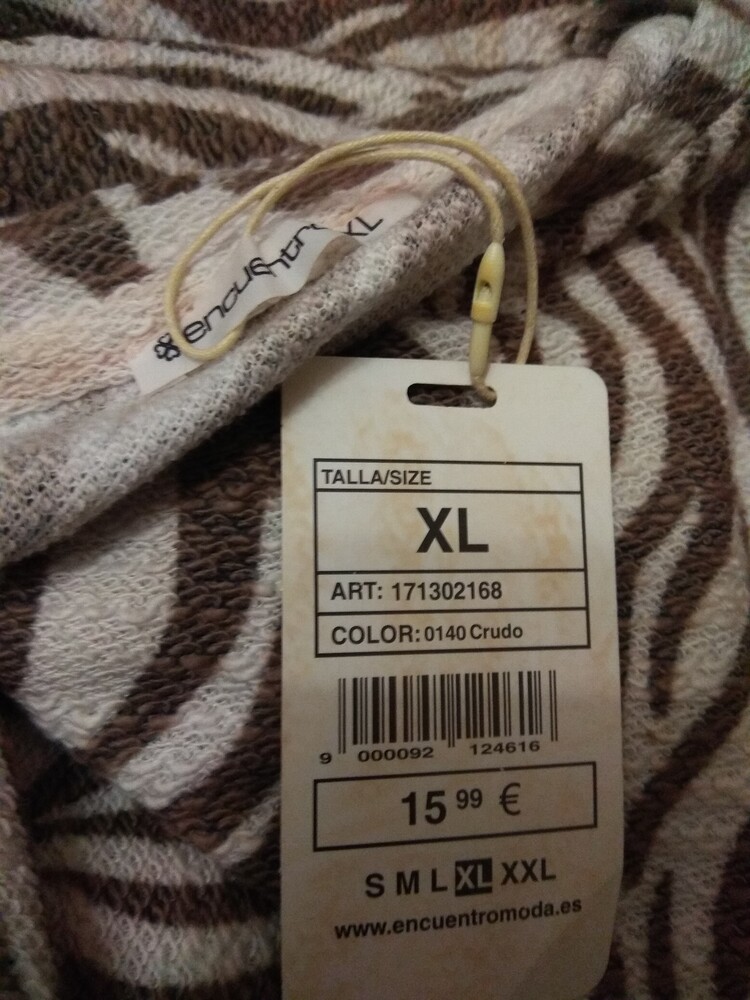 encuentro XL
TALLA/SIZE
XL
ART: 171302168
COLOR: 0140 Crudo
9 000092 124616
15 99 €
S M L XL XXL
www.encuentromoda.es